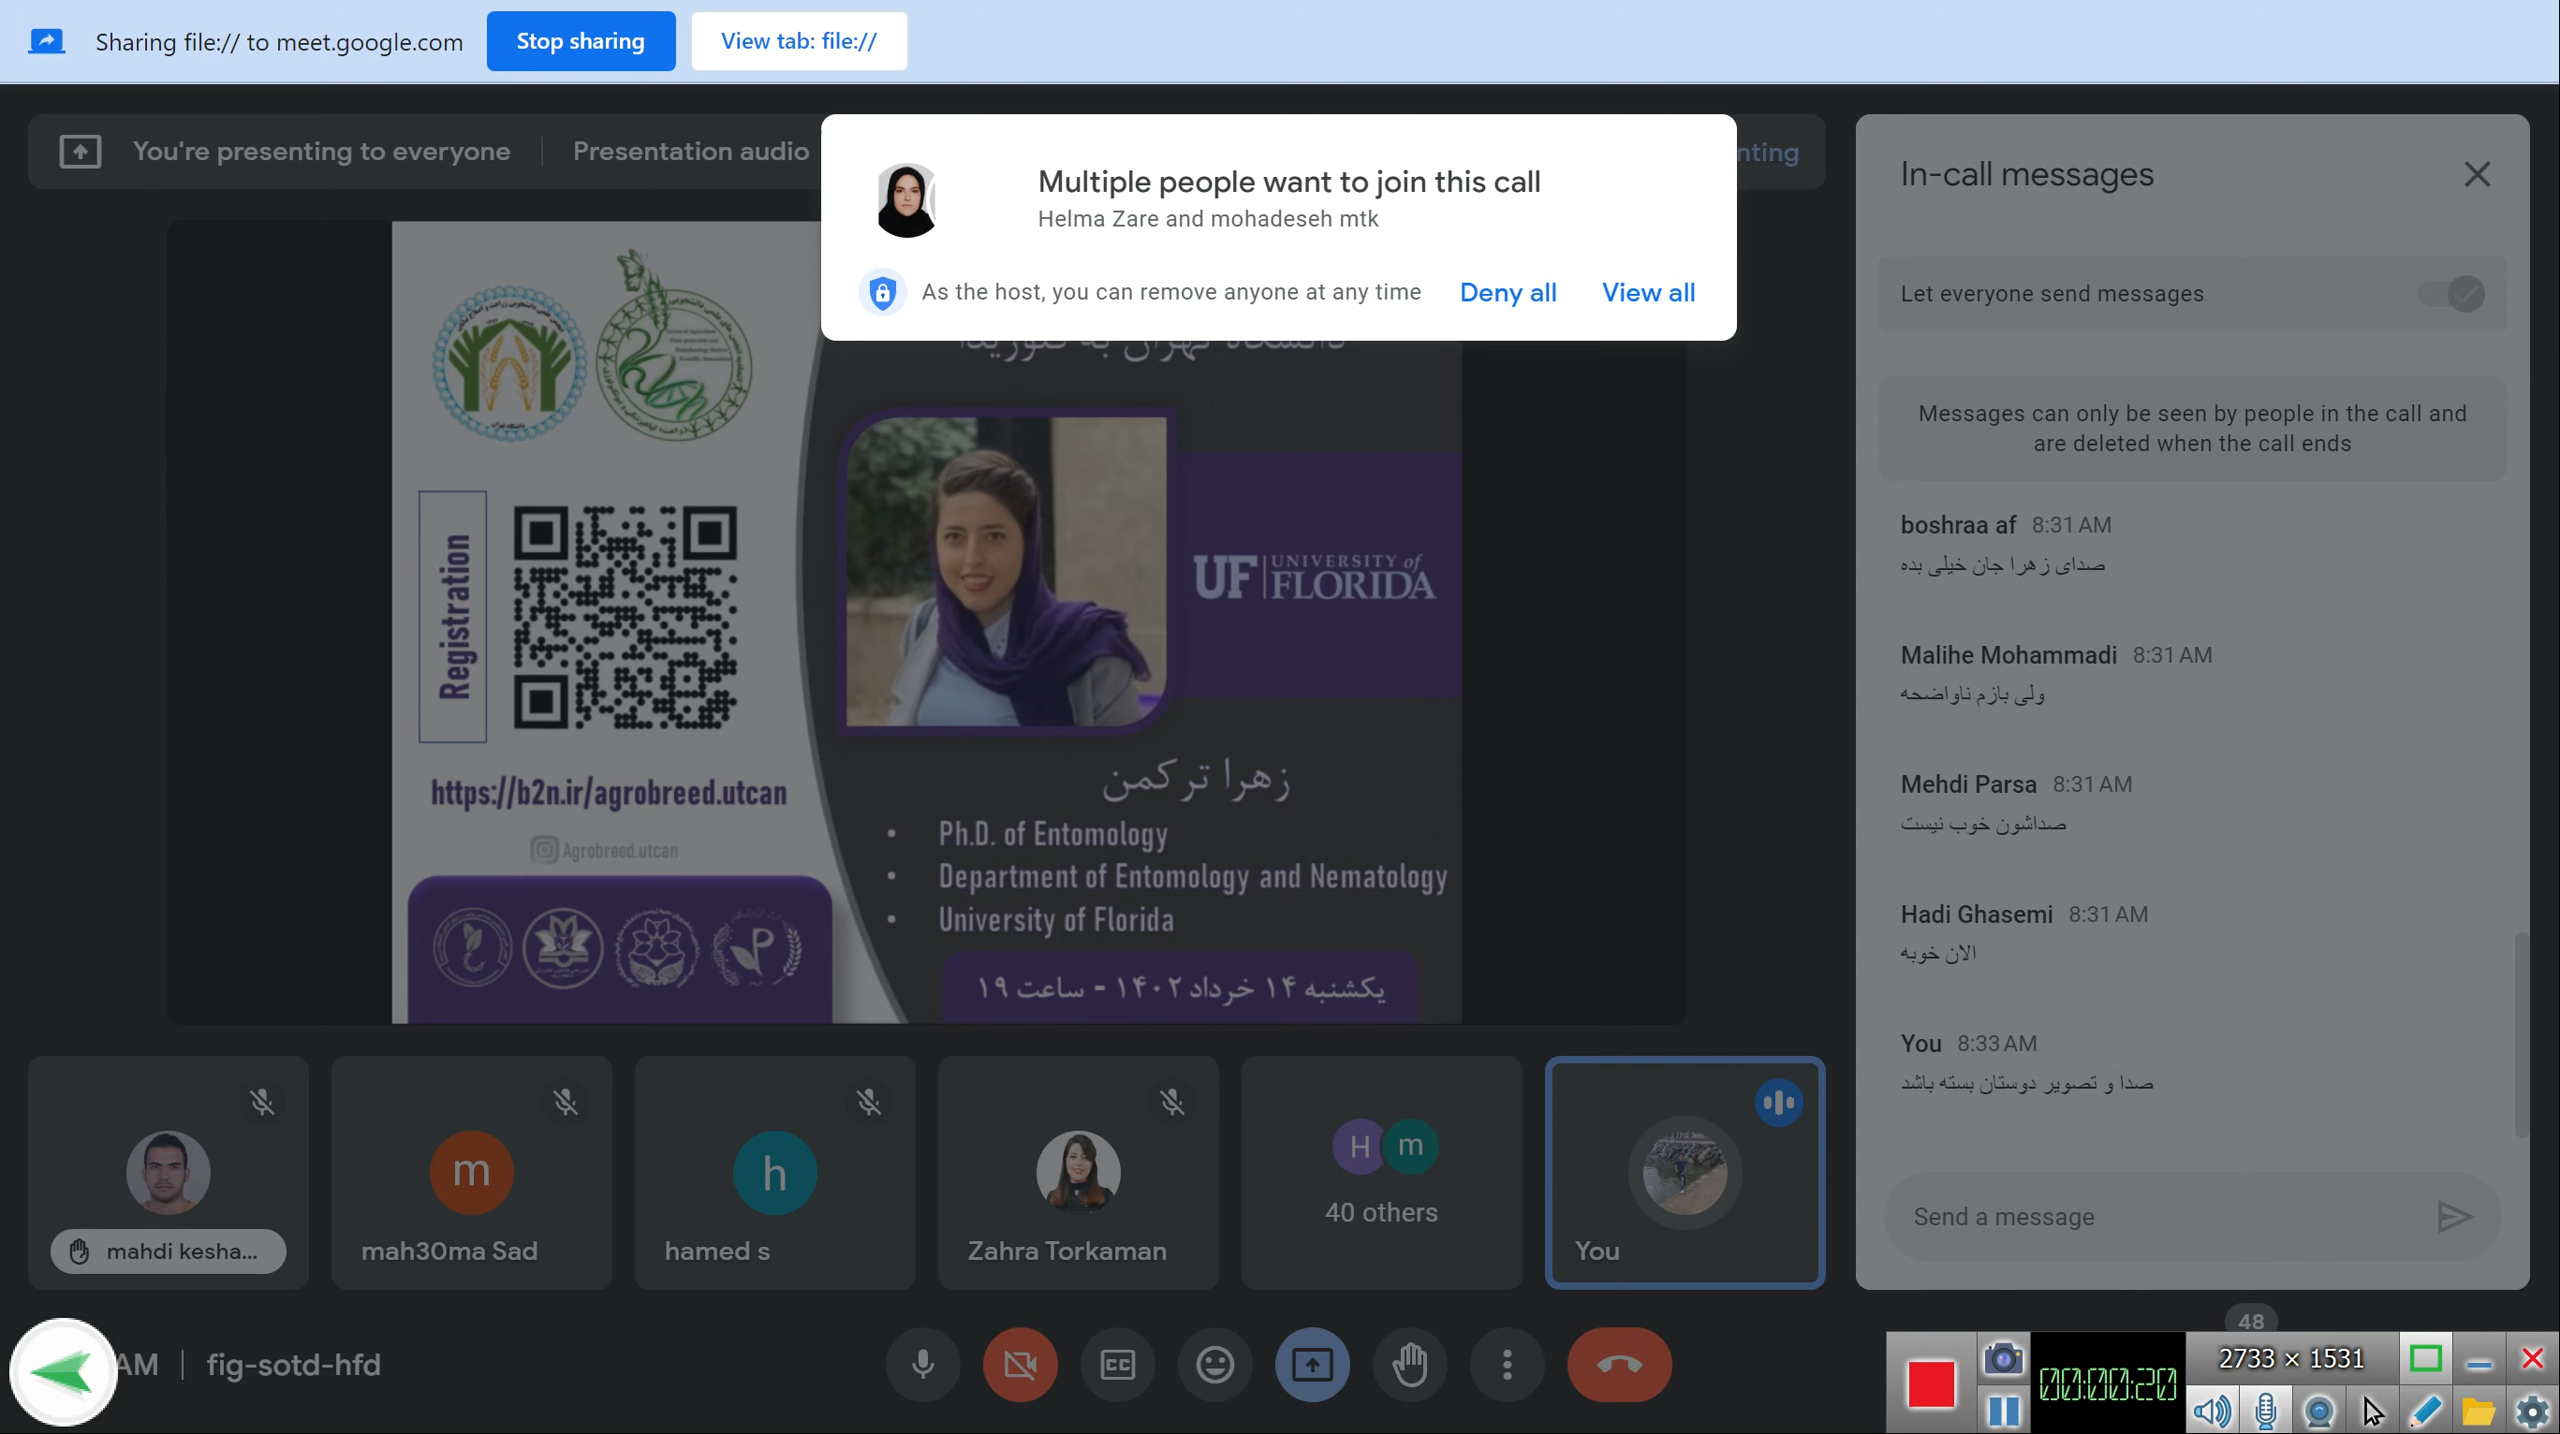 Sharing file:// to meet.google.com
Stop sharing
View tab: file://
You're presenting to everyone
Presentation audio
nting
Multiple people want to join this call
Helma Zare and mohadeseh mtk
As the host, you can remove anyone at any time
Deny all
View all
Registration
https://b2n.ir/agrobreed.utcan
Agrobreed.utcan
دانشگاه تهران به فلوریدا
UF UNIVERSITY of FLORIDA
زهرا ترکمن
• Ph.D. of Entomology
• Department of Entomology and Nematology
• University of Florida
یکشنبه ۱۴ خرداد ۱۴۰۲ - ساعت ۱۹
In-call messages
Let everyone send messages
Messages can only be seen by people in the call and
are deleted when the call ends
boshraa af 8:31 AM
صدای زهرا جان خیلی بده
Malihe Mohammadi 8:31 AM
ولی بازم ناواضحه
Mehdi Parsa 8:31 AM
صداشون خوب نیست
Hadi Ghasemi 8:31 AM
الان خوبه
You 8:33 AM
صدا و تصویر دوستان بسته باشد
Send a message
mahdi kesha...
m
mah30ma Sad
h
hamed s
Zahra Torkaman
H m
40 others
You
AM | fig-sotd-hfd
CC
48
00:00:20
2733 × 1531